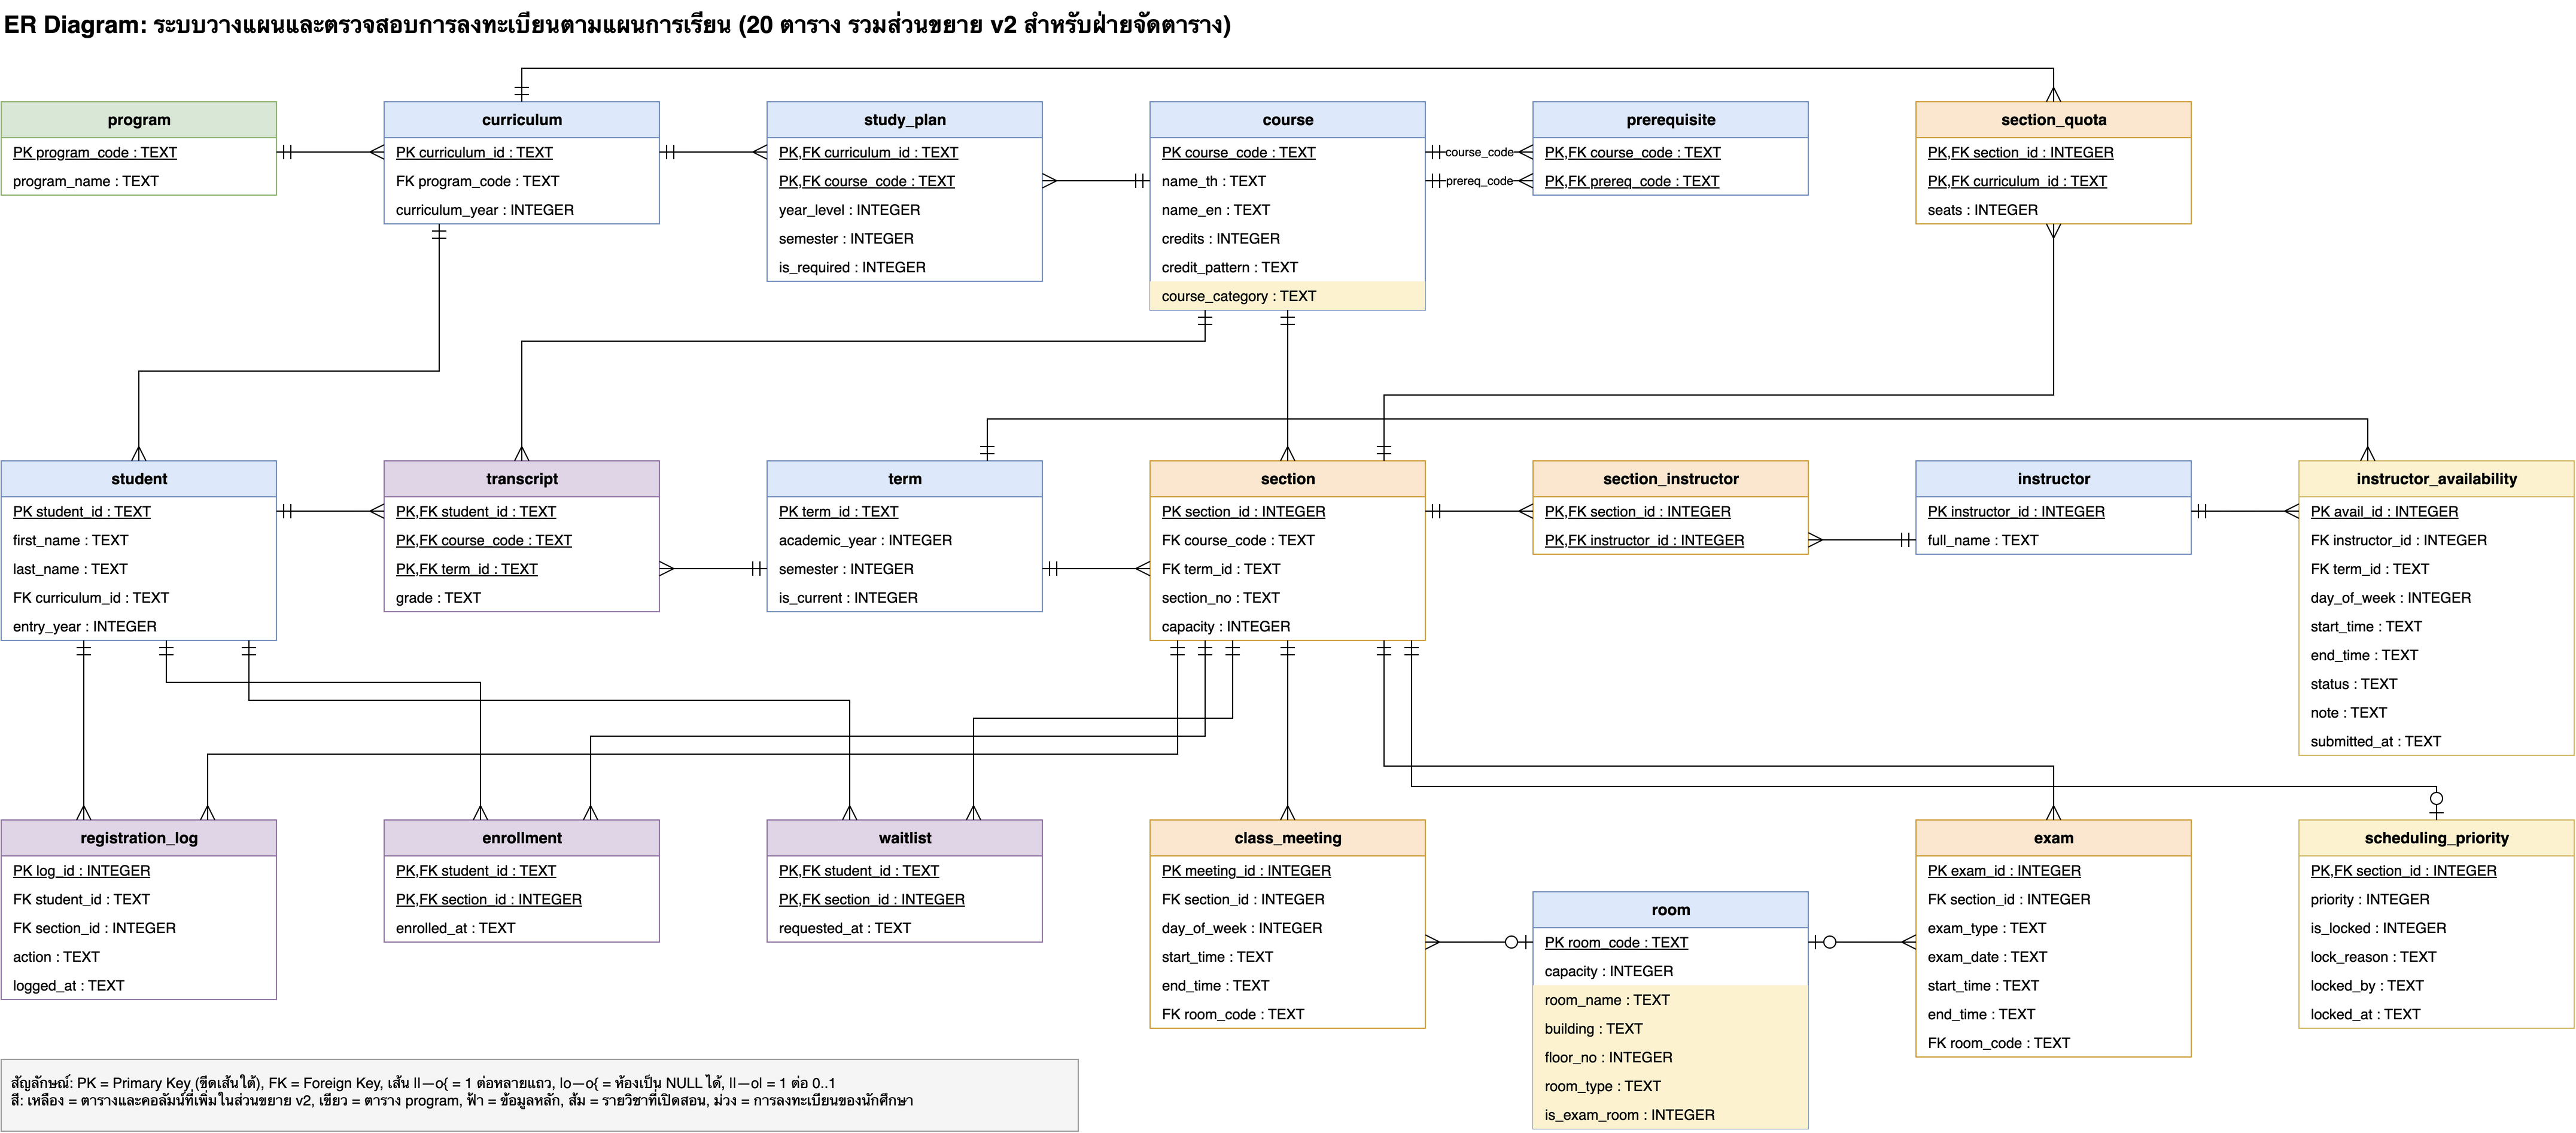 ER Diagram: ระบบวางแผนและตรวจสอบการลงทะเบียนตามแผนการเรียน (20 ตาราง รวมส่วนขยาย v2 สำหรับฝ่ายจัดตาราง)
program
PK program_code : TEXT
program_name : TEXT
curriculum
PK curriculum_id : TEXT
FK program_code : TEXT
curriculum_year : INTEGER
study_plan
PK,FK curriculum_id : TEXT
PK,FK course_code : TEXT
year_level : INTEGER
semester : INTEGER
is_required : INTEGER
course
PK course_code : TEXT
name_th : TEXT
name_en : TEXT
credits : INTEGER
credit_pattern : TEXT
course_category : TEXT
course_code
prereq_code
prerequisite
PK,FK course_code : TEXT
PK,FK prereq_code : TEXT
section_quota
PK,FK section_id : INTEGER
PK,FK curriculum_id : TEXT
seats : INTEGER
student
PK student_id : TEXT
first_name : TEXT
last_name : TEXT
FK curriculum_id : TEXT
entry_year : INTEGER
transcript
PK,FK student_id : TEXT
PK,FK course_code : TEXT
PK,FK term_id : TEXT
grade : TEXT
term
PK term_id : TEXT
academic_year : INTEGER
semester : INTEGER
is_current : INTEGER
section
PK section_id : INTEGER
FK course_code : TEXT
FK term_id : TEXT
section_no : TEXT
capacity : INTEGER
section_instructor
PK,FK section_id : INTEGER
PK,FK instructor_id : INTEGER
instructor
PK instructor_id : INTEGER
full_name : TEXT
instructor_availability
PK avail_id : INTEGER
FK instructor_id : INTEGER
FK term_id : TEXT
day_of_week : INTEGER
start_time : TEXT
end_time : TEXT
status : TEXT
note : TEXT
submitted_at : TEXT
registration_log
PK log_id : INTEGER
FK student_id : TEXT
FK section_id : INTEGER
action : TEXT
logged_at : TEXT
enrollment
PK,FK student_id : TEXT
PK,FK section_id : INTEGER
enrolled_at : TEXT
waitlist
PK,FK student_id : TEXT
PK,FK section_id : INTEGER
requested_at : TEXT
class_meeting
PK meeting_id : INTEGER
FK section_id : INTEGER
day_of_week : INTEGER
start_time : TEXT
end_time : TEXT
FK room_code : TEXT
room
PK room_code : TEXT
capacity : INTEGER
room_name : TEXT
building : TEXT
floor_no : INTEGER
room_type : TEXT
is_exam_room : INTEGER
exam
PK exam_id : INTEGER
FK section_id : INTEGER
exam_type : TEXT
exam_date : TEXT
start_time : TEXT
end_time : TEXT
FK room_code : TEXT
scheduling_priority
PK,FK section_id : INTEGER
priority : INTEGER
is_locked : INTEGER
lock_reason : TEXT
locked_by : TEXT
locked_at : TEXT
สัญลักษณ์: PK = Primary Key (ขีดเส้นใต้), FK = Foreign Key, เส้น ||—o{ = 1 ต่อหลายแถว, |o—o{ = ห้องเป็น NULL ได้, ||—o| = 1 ต่อ 0..1
สี: เหลือง = ตารางและคอลัมน์ที่เพิ่มในส่วนขยาย v2, เขียว = ตาราง program, ฟ้า = ข้อมูลหลัก, ส้ม = รายวิชาที่เปิดสอน, ม่วง = การลงทะเบียนของนักศึกษา